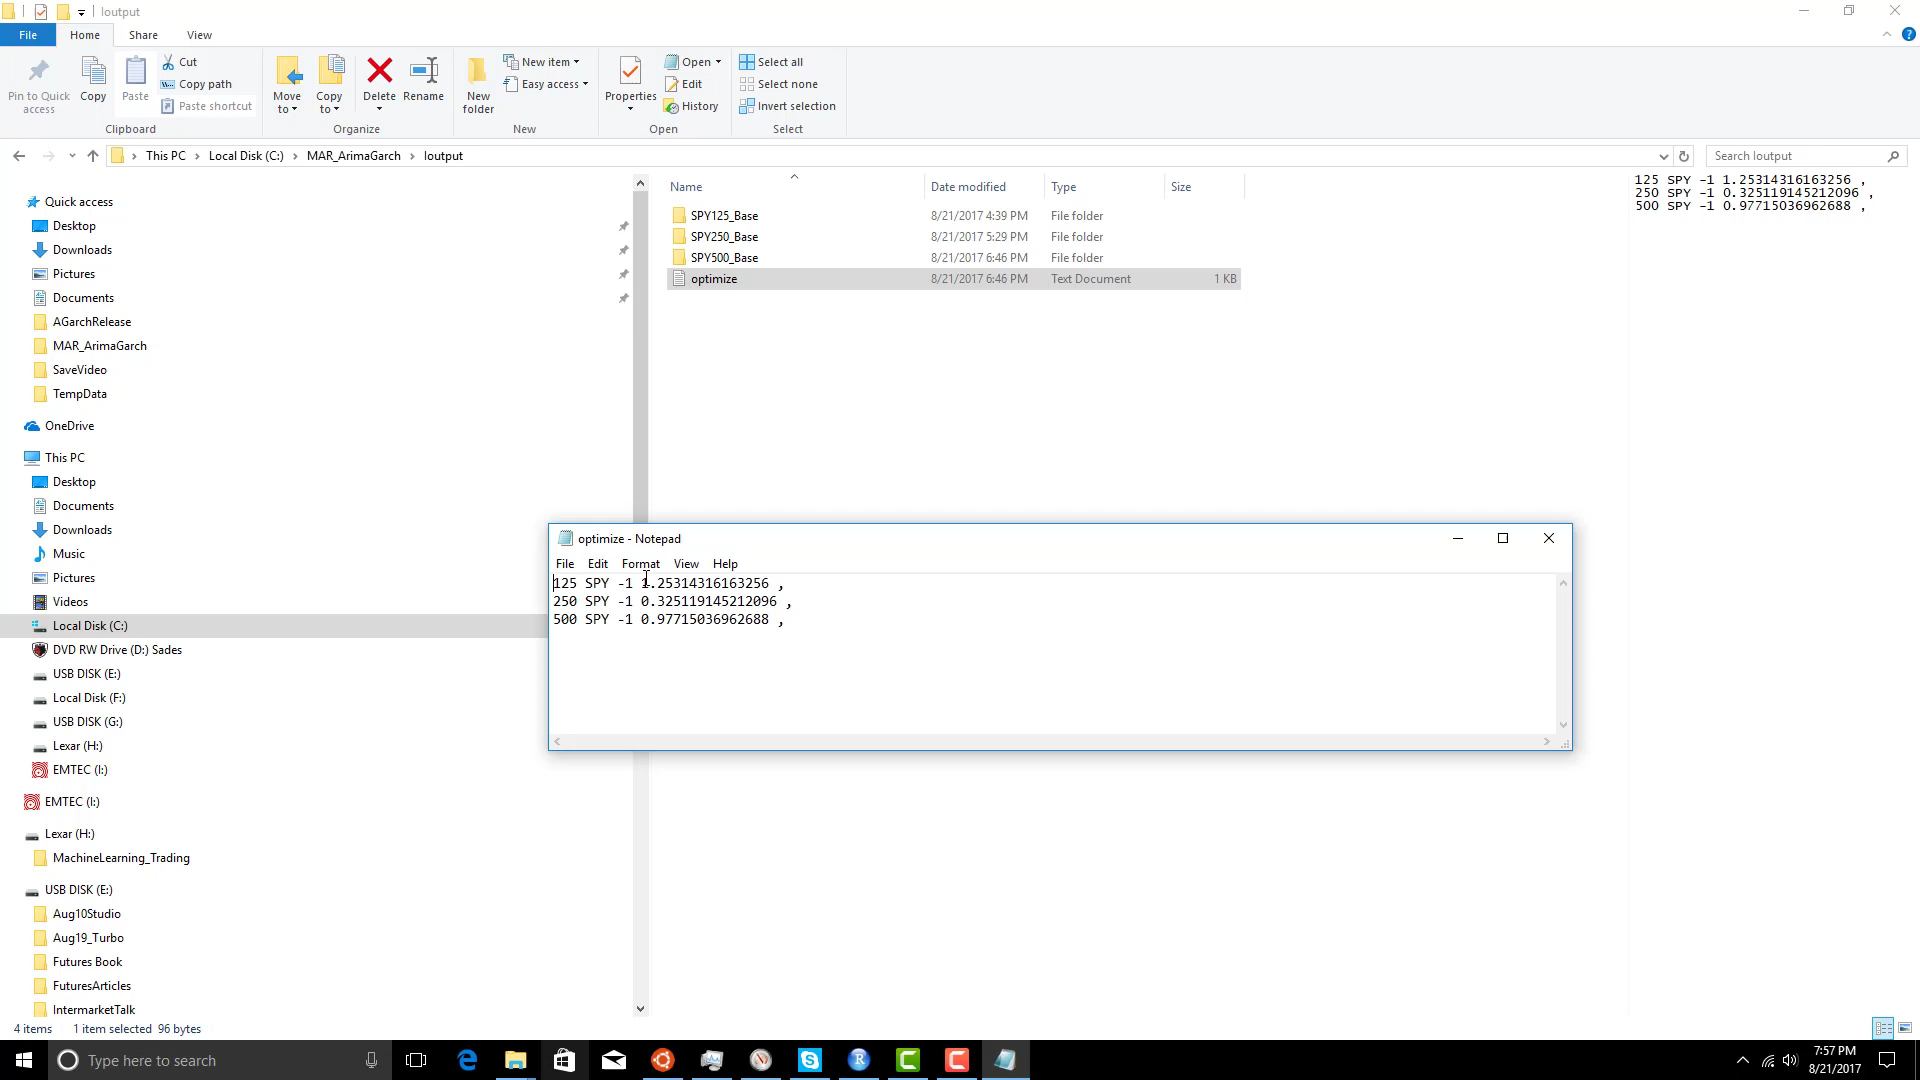 loutput
File Home Share View
Pin to Quick access
Copy
Paste
Cut
Copy path
Paste shortcut
Clipboard
Move to
Copy to
Delete
Rename
Organize
New folder
New item
Easy access
New
Properties
Open
Edit
History
Open
Select all
Select none
Invert selection
Select
This PC Local Disk (C:) MAR_ArimaGarch loutput
Search loutput
Quick access
Desktop
Downloads
Pictures
Documents
AGarchRelease
MAR_ArimaGarch
SaveVideo
TempData
OneDrive
This PC
Desktop
Documents
Downloads
Music
Pictures
Videos
Local Disk (C:)
DVD RW Drive (D:) Sades
USB DISK (E:)
Local Disk (F:)
USB DISK (G:)
Lexar (H:)
EMTEC (I:)
EMTEC (I:)
Lexar (H:)
MachineLearning_Trading
USB DISK (E:)
Aug10Studio
Aug19_Turbo
Futures Book
FuturesArticles
IntermarketTalk
Name Date modified Type Size
SPY125_Base 8/21/2017 4:39 PM File folder
SPY250_Base 8/21/2017 5:29 PM File folder
SPY500_Base 8/21/2017 6:46 PM File folder
optimize 8/21/2017 6:46 PM Text Document 1 KB
125 SPY -1 1.25314316163256 ,
250 SPY -1 0.325119145212096 ,
500 SPY -1 0.97715036962688 ,
optimize - Notepad
File Edit Format View Help
125 SPY -1 1.25314316163256 ,
250 SPY -1 0.325119145212096 ,
500 SPY -1 0.97715036962688 ,
4 items 1 item selected 96 bytes
Type here to search
7:57 PM
8/21/2017